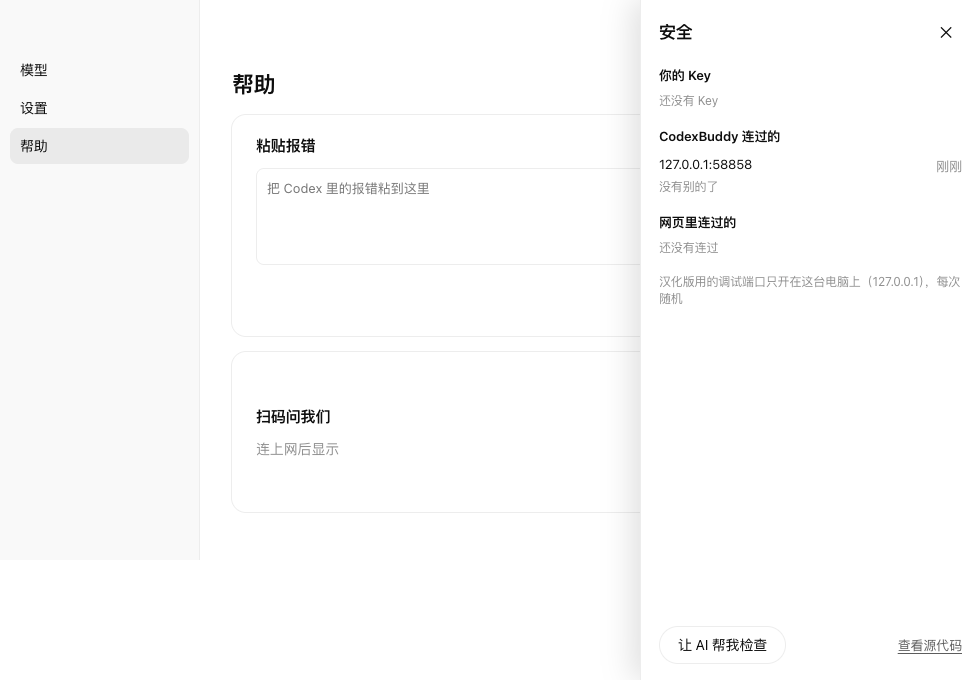 模型
设置
帮助
帮助
粘贴报错
把 Codex 里的报错粘到这里
扫码问我们
连上网后显示
安全
你的 Key
还没有 Key
CodexBuddy 连过的
127.0.0.1:58858
刚刚
没有别的了
网页里连过的
还没有连过
汉化版用的调试端口只开在这台电脑上（127.0.0.1），每次
随机
让 AI 帮我检查
查看源代码